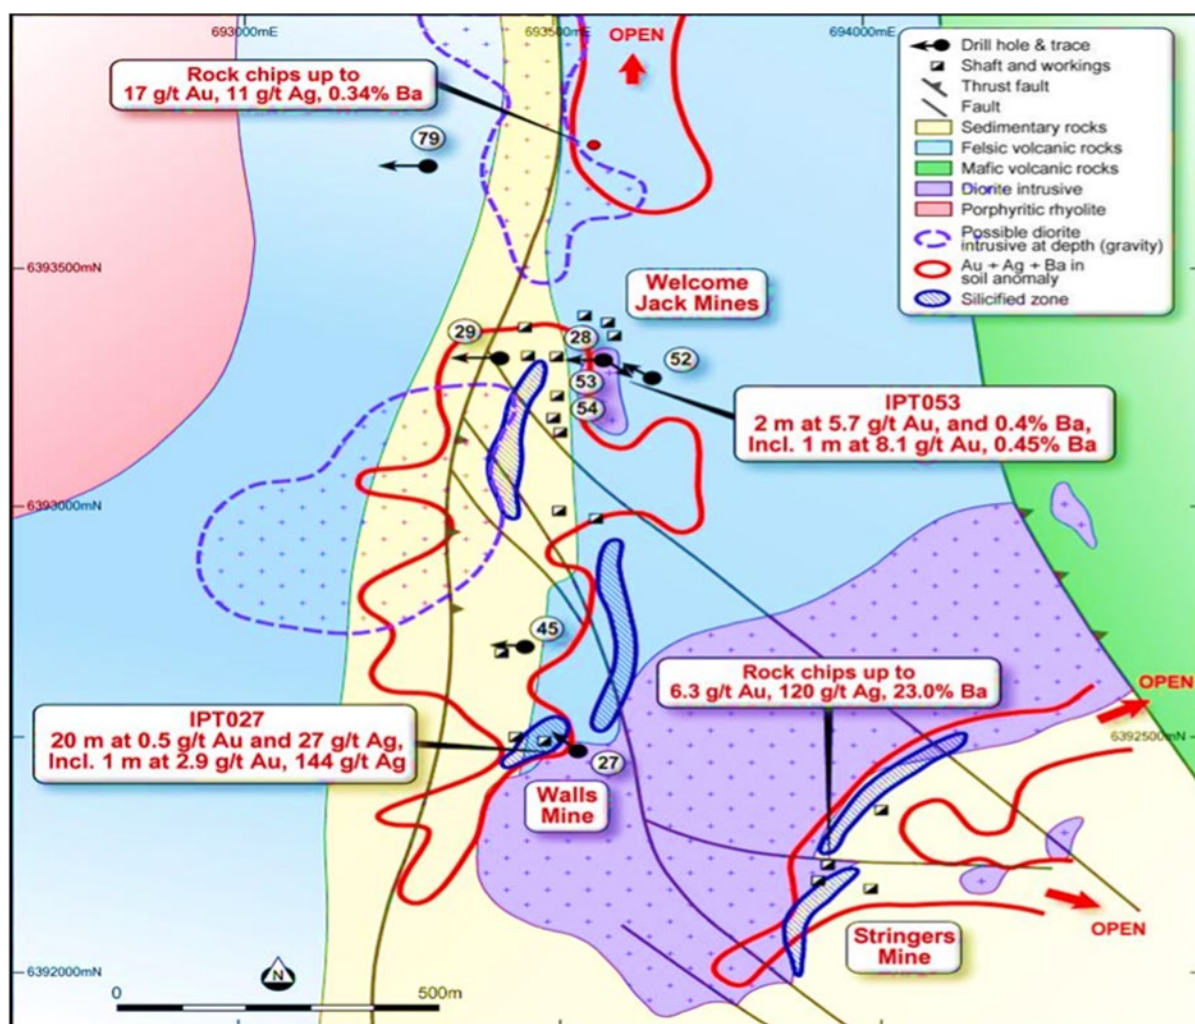 693000mE
693500mE
694000mE
OPEN
Rock chips up to
17 g/t Au, 11 g/t Ag, 0.34% Ba
79
Drill hole & trace
Shaft and workings
Thrust fault
Fault
Sedimentary rocks
Felsic volcanic rocks
Mafic volcanic rocks
Diorite intrusive
Porphyritic rhyolite
Possible diorite
intrusive at depth (gravity)
Au + Ag + Ba in
soil anomaly
Silicified zone
6393500mN
Welcome
Jack Mines
29
28
52
53
54
IPT053
2 m at 5.7 g/t Au, and 0.4% Ba,
Incl. 1 m at 8.1 g/t Au, 0.45% Ba
6393000mN
45
Rock chips up to
6.3 g/t Au, 120 g/t Ag, 23.0% Ba
OPEN
6392500mN
IPT027
20 m at 0.5 g/t Au and 27 g/t Ag,
Incl. 1 m at 2.9 g/t Au, 144 g/t Ag
27
Walls
Mine
Stringers
Mine
OPEN
6392000mN
N
0
500m